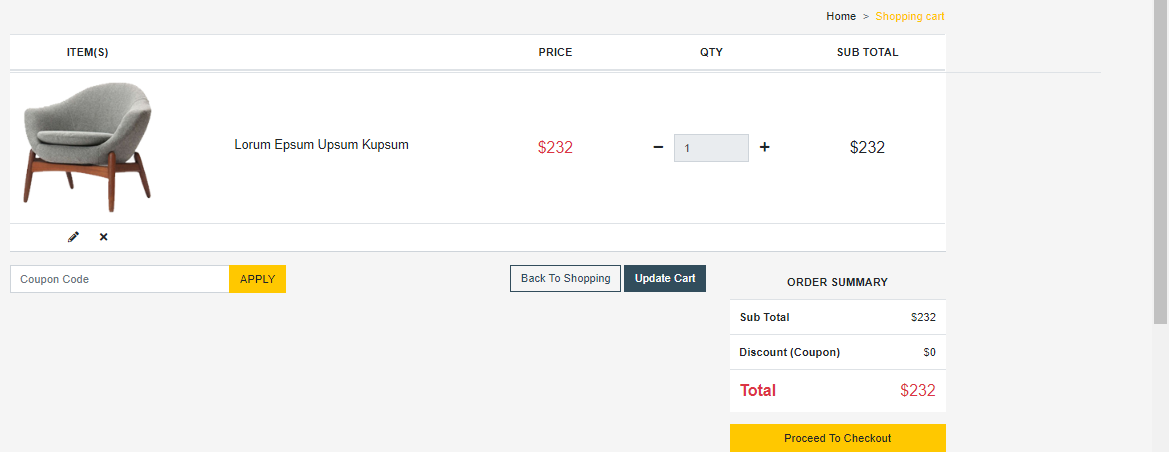 Home > Shopping cart
ITEM(S) PRICE QTY SUB TOTAL
Lorum Epsum Upsum Kupsum $232 − 1 + $232
Coupon Code APPLY Back To Shopping Update Cart
ORDER SUMMARY
Sub Total $232
Discount (Coupon) $0
Total $232
Proceed To Checkout